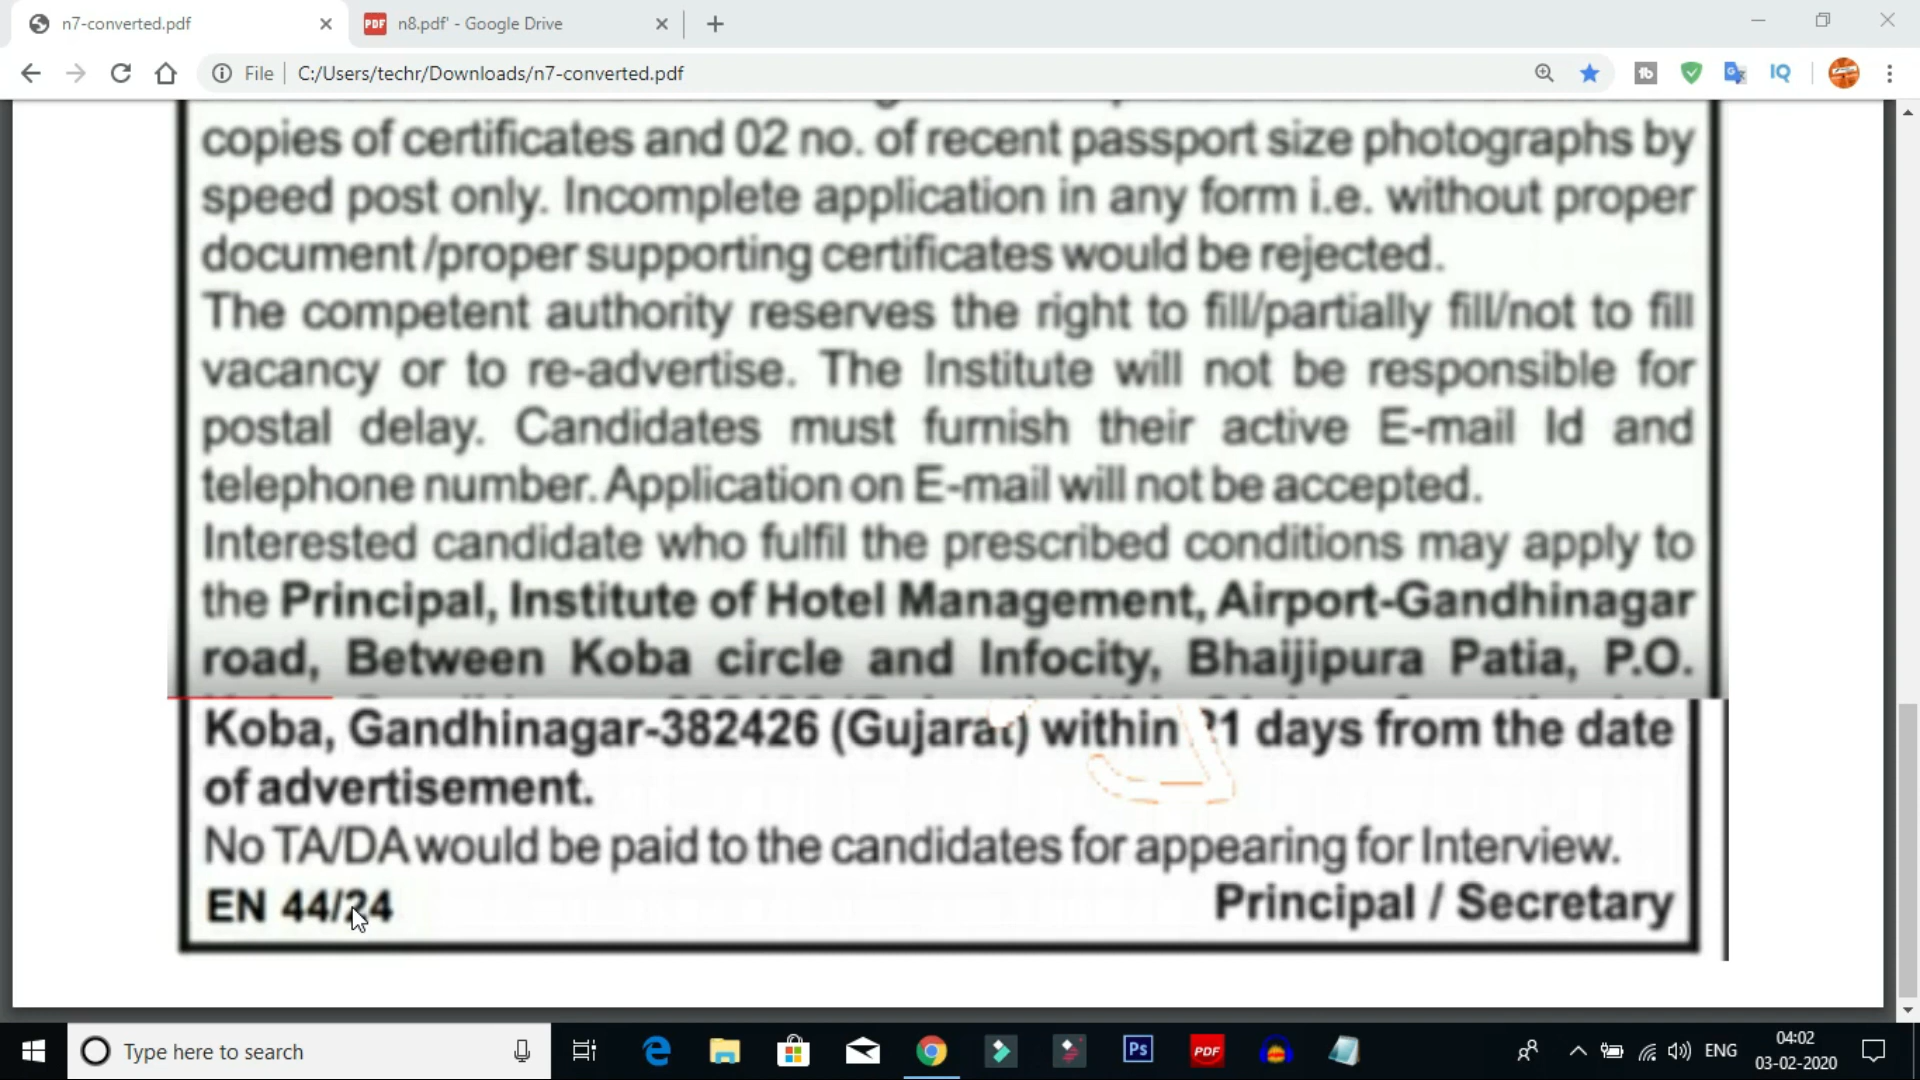 n7-converted.pdf
n8.pdf' - Google Drive
File
C:/Users/techr/Downloads/n7-converted.pdf
copies of certificates and 02 no. of recent passport size photographs by
speed post only. Incomplete application in any form i.e. without proper
document /proper supporting certificates would be rejected.
The competent authority reserves the right to fill/partially fill/not to fill
vacancy or to re-advertise. The Institute will not be responsible for
postal delay. Candidates must furnish their active E-mail Id and
telephone number. Application on E-mail will not be accepted.
Interested candidate who fulfil the prescribed conditions may apply to
the Principal, Institute of Hotel Management, Airport-Gandhinagar
road, Between Koba circle and Infocity, Bhaijipura Patia, P.O.
Koba, Gandhinagar-382426 (Gujarat) within days from the date
of advertisement.
No TA/DA would be paid to the candidates for appearing for Interview.
EN 44/24
Principal / Secretary
Type here to search
Ps
PDF
ENG
04:02
03-02-2020